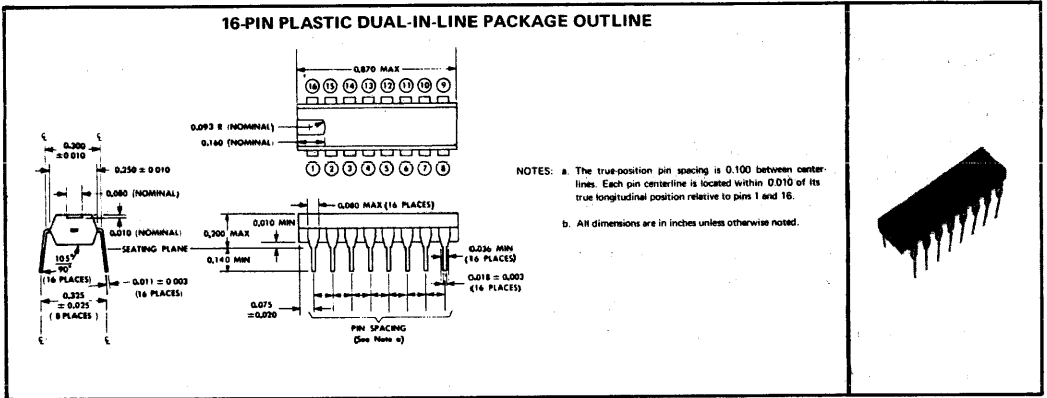 16-PIN PLASTIC DUAL-IN-LINE PACKAGE OUTLINE
0.870 MAX
16 15 14 13 12 11 10 9
0.093 R (NOMINAL)
0.160 (NOMINAL)
1 2 3 4 5 6 7 8
℄ ℄
0.300
±0.010
0.250 ± 0.010
0.080 (NOMINAL)
0.010 (NOMINAL)
SEATING PLANE
105°
90°
(16 PLACES)
0.011 ± 0.003
(16 PLACES)
0.325
± 0.025
( 8 PLACES )
℄ ℄
0.080 MAX (16 PLACES)
0.010 MIN
0.200 MAX
0.140 MIN
0.036 MIN
(16 PLACES)
0.018 ± 0.003
(16 PLACES)
0.075
±0.020
PIN SPACING
(See Note a)
NOTES: a. The true-position pin spacing is 0.100 between center-
lines. Each pin centerline is located within 0.010 of its
true longitudinal position relative to pins 1 and 16.
b. All dimensions are in inches unless otherwise noted.